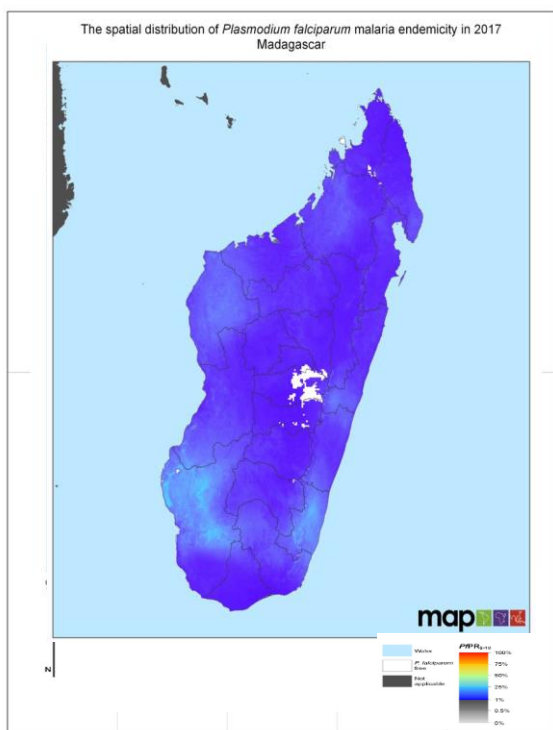 The spatial distribution of Plasmodium falciparum malaria endemicity in 2017
Madagascar
map
Water
P. falciparum
free
Not
applicable
PfPR2-10
100%
75%
50%
25%
1%
0.5%
0%
N